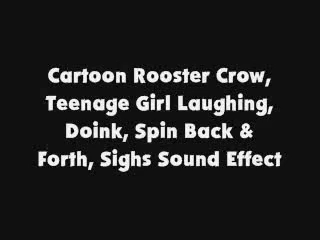 Cartoon Rooster Crow,
Teenage Girl Laughing,
Doink, Spin Back &
Forth, Sighs Sound Effect